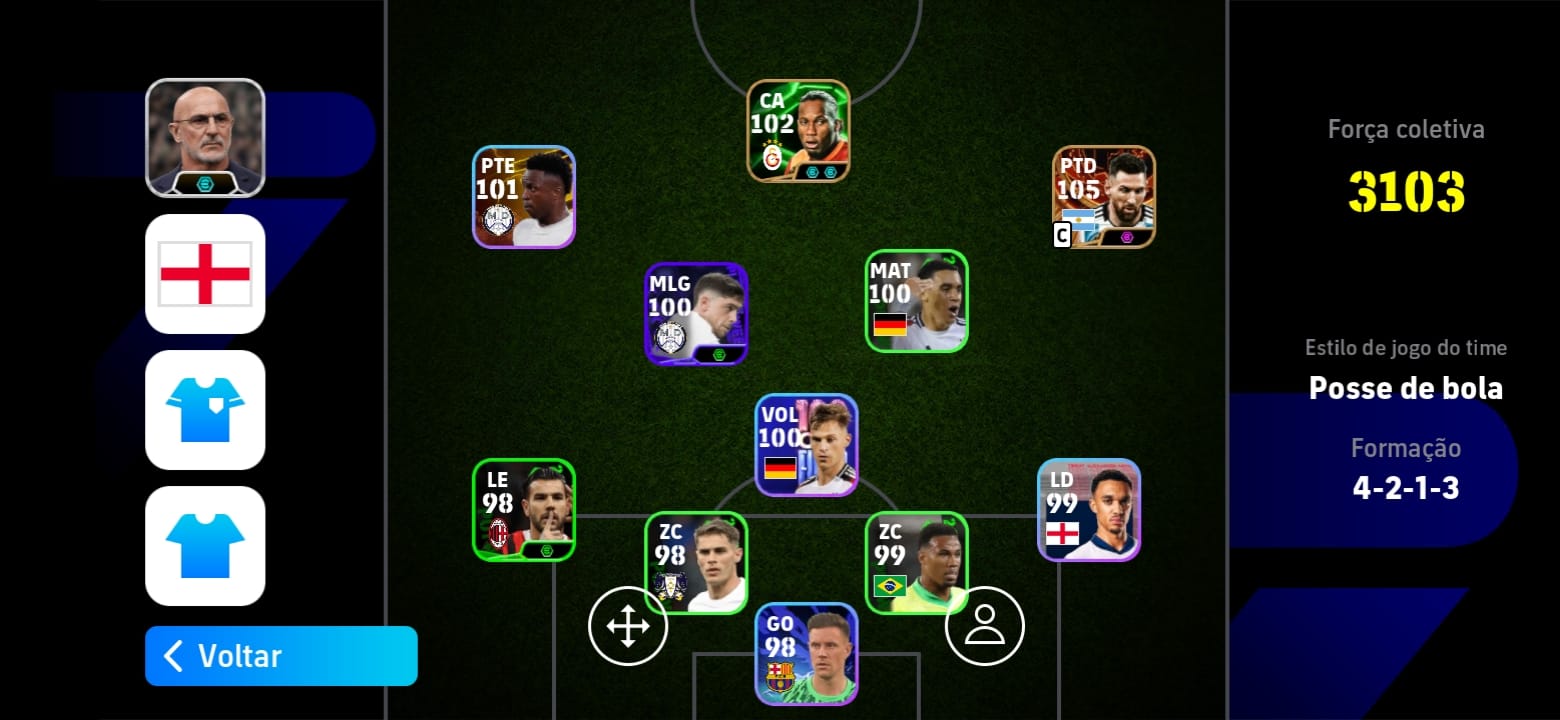 CA
102
PTE
101
PTD
105
C
MLG
100
MAT
100
VOL
100
LE
98
LD
99
ZC
98
ZC
99
GO
98
Voltar
Força coletiva
3103
Estilo de jogo do time
Posse de bola
Formação
4-2-1-3